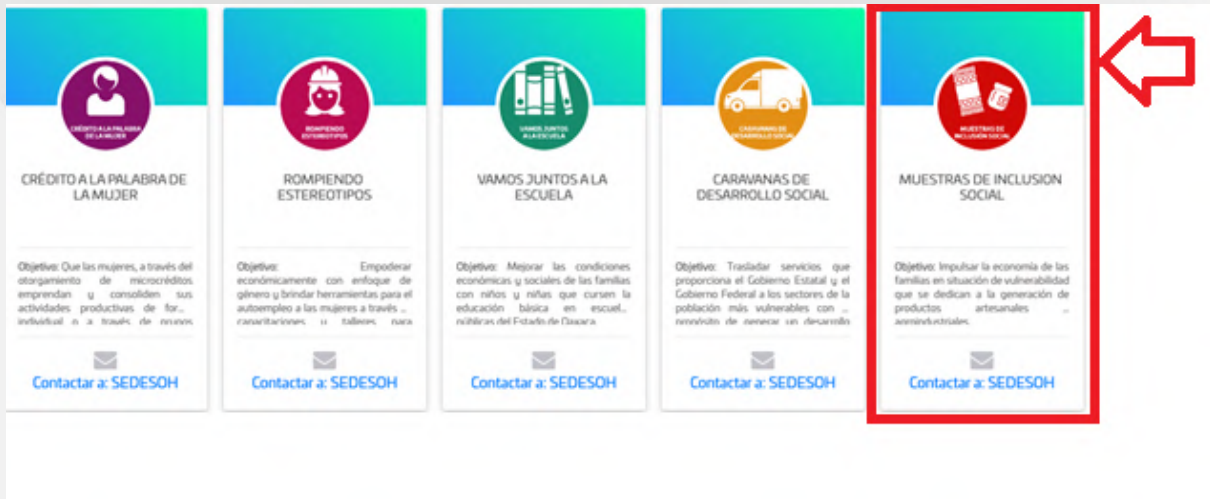 CRÉDITO A LA PALABRA
DE LA MUJER
CRÉDITO A LA PALABRA DE
LA MUJER
Objetivo: Que las mujeres, a través del
otorgamiento de microcréditos
emprendan y consoliden sus
actividades productivas de for...
individual o a través de grupos
Contactar a: SEDESOH
ROMPIENDO
ESTEREOTIPOS
ROMPIENDO
ESTEREOTIPOS
Objetivo: Empoderar
económicamente con enfoque de
género y brindar herramientas para el
autoempleo a las mujeres a través ...
capacitaciones y talleres para
Contactar a: SEDESOH
VAMOS JUNTOS
A LA ESCUELA
VAMOS JUNTOS A LA
ESCUELA
Objetivo: Mejorar las condiciones
económicas y sociales de las familias
con niños y niñas que cursen la
educación básica en escuel...
públicas del Estado de Oaxaca.
Contactar a: SEDESOH
CARAVANAS DE
DESARROLLO SOCIAL
CARAVANAS DE
DESARROLLO SOCIAL
Objetivo: Trasladar servicios que
proporciona el Gobierno Estatal y el
Gobierno Federal a los sectores de la
población más vulnerables con ...
propósito de generar un desarrollo
Contactar a: SEDESOH
MUESTRAS DE
INCLUSIÓN SOCIAL
MUESTRAS DE INCLUSION
SOCIAL
Objetivo: Impulsar la economía de las
familias en situación de vulnerabilidad
que se dedican a la generación de
productos artesanales ...
agroindustriales.
Contactar a: SEDESOH